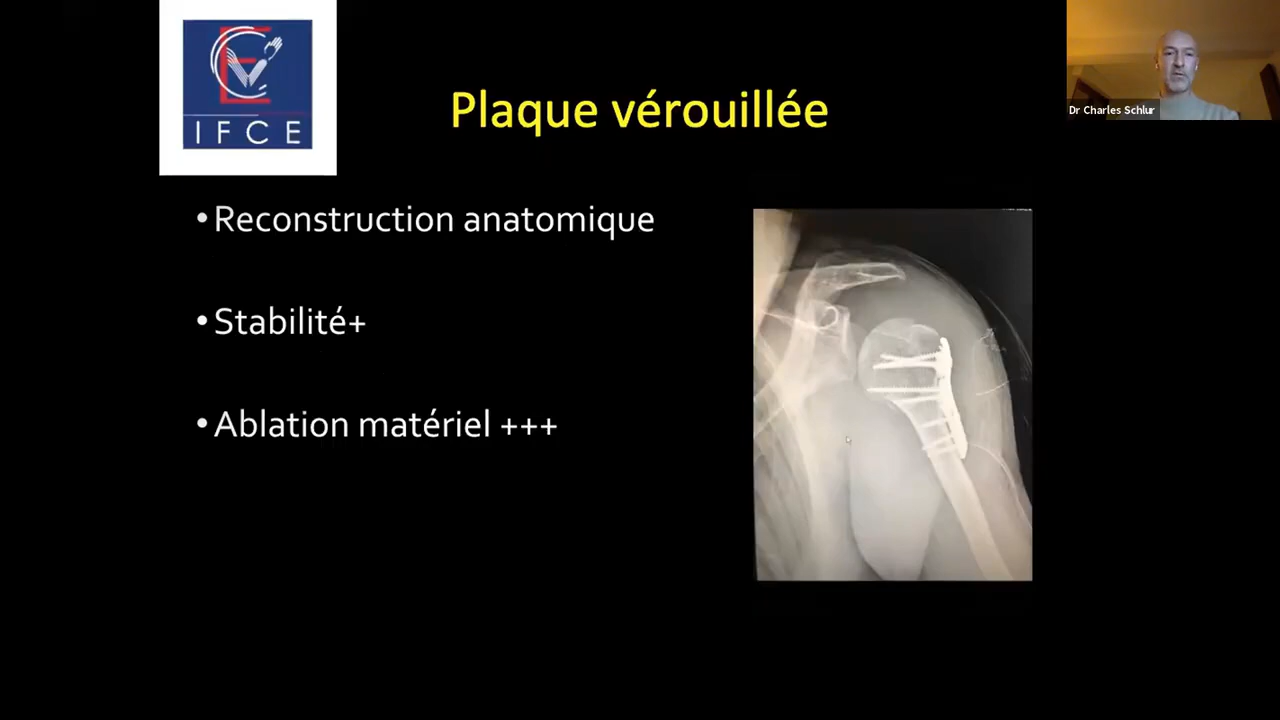 IFCE
Plaque vérouillée
Dr Charles Schlur
• Reconstruction anatomique
• Stabilité+
• Ablation matériel +++